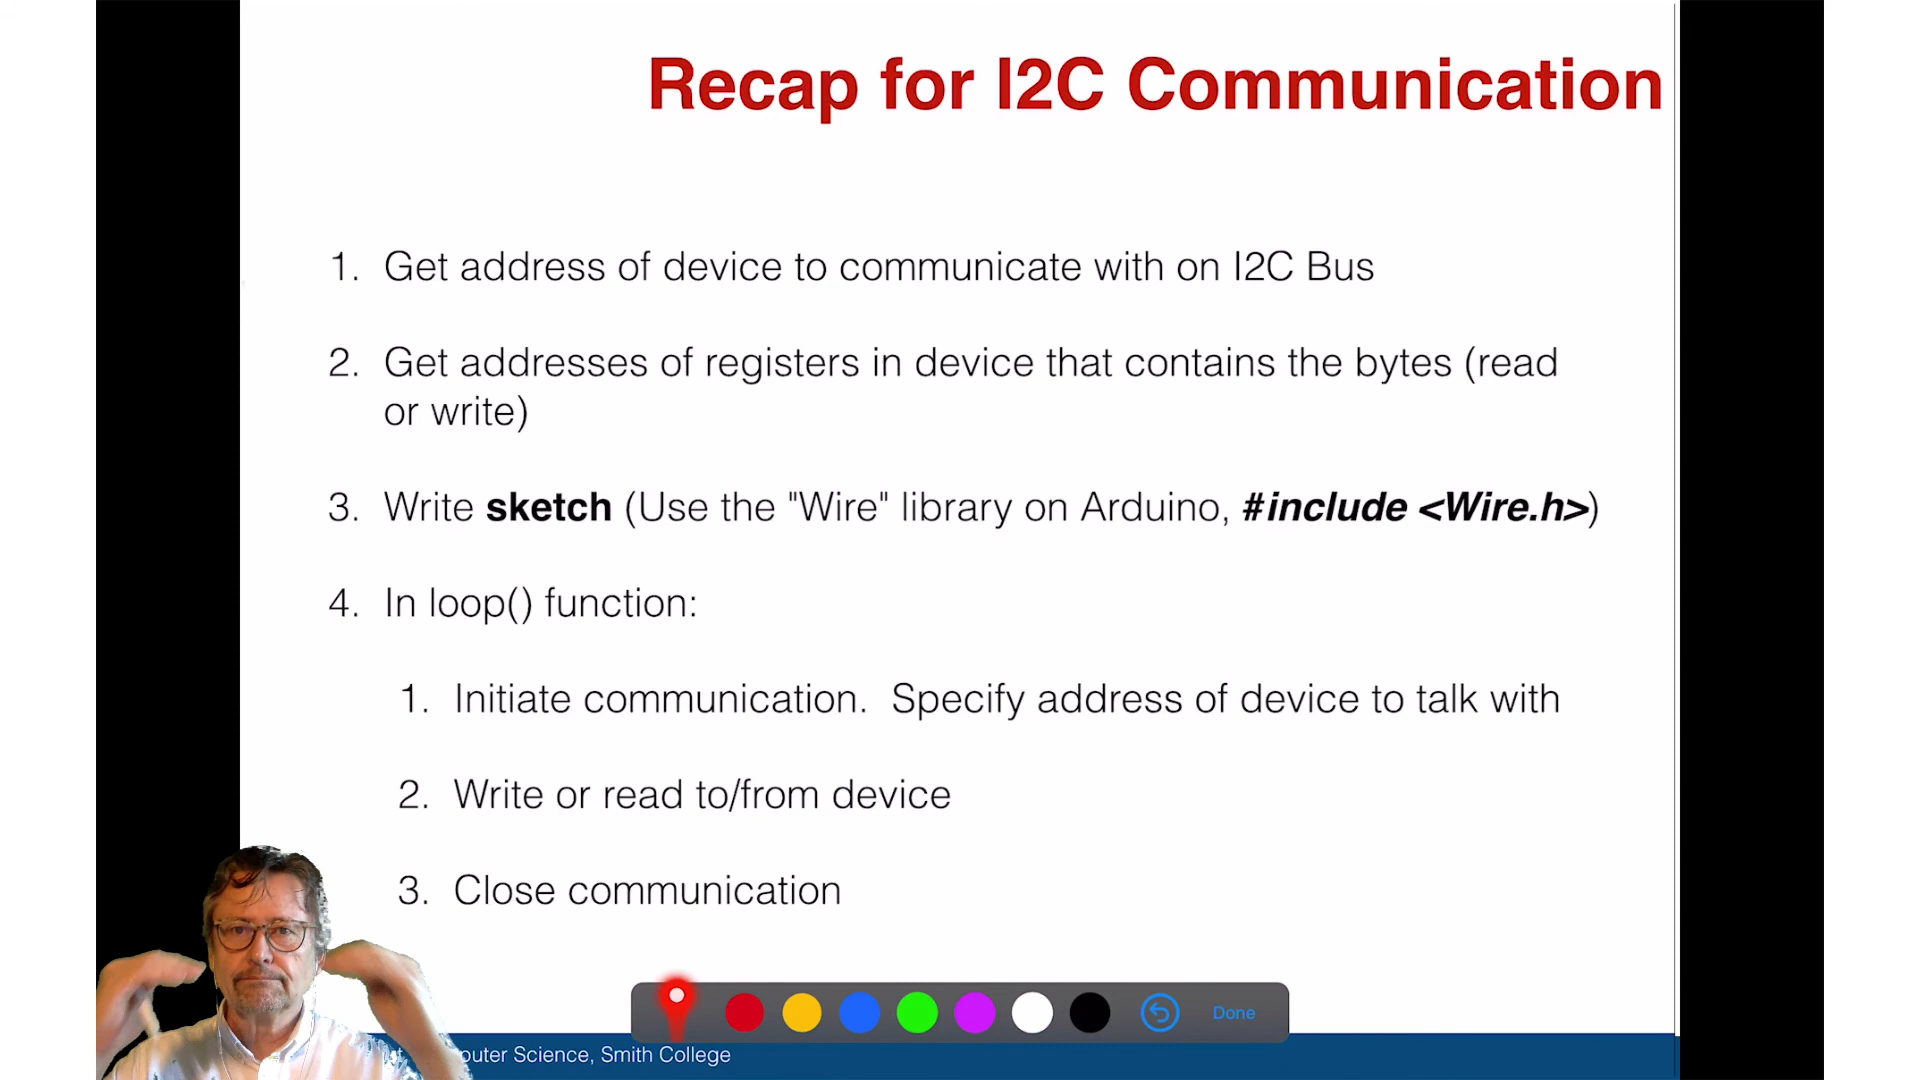 Recap for I2C Communication
1. Get address of device to communicate with on I2C Bus
2. Get addresses of registers in device that contains the bytes (read
or write)
3. Write sketch (Use the "Wire" library on Arduino, #include <Wire.h>)
4. In loop() function:
1. Initiate communication. Specify address of device to talk with
2. Write or read to/from device
3. Close communication
Done
Science, Smith College